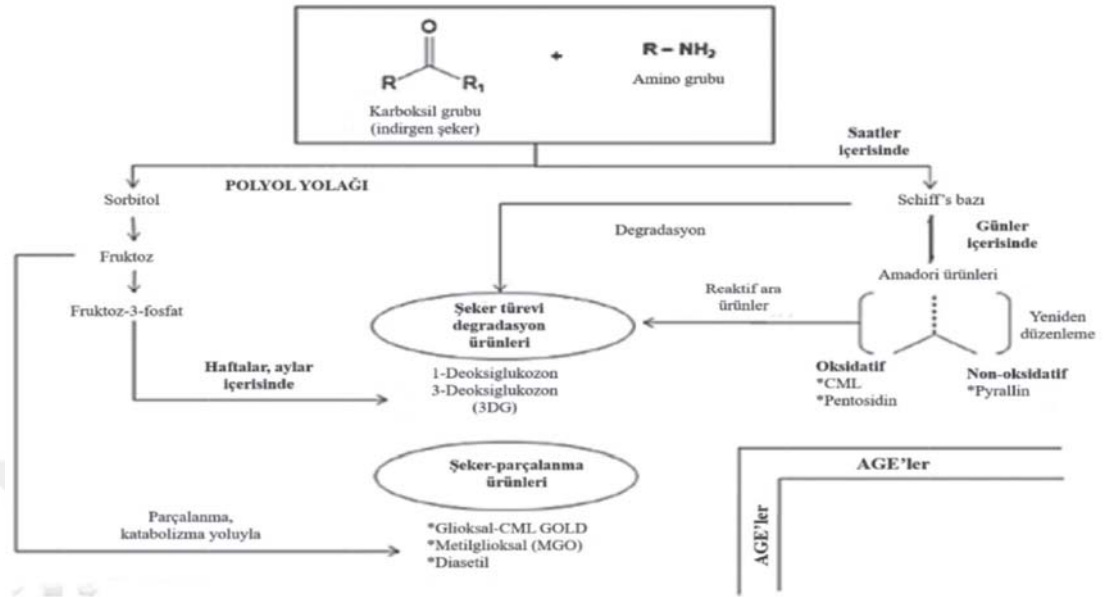 O
R
R1
+
R – NH2
Amino grubu
Karboksil grubu
(indirgen şeker)
Saatler
içerisinde
POLYOL YOLAĞI
Sorbitol
Schiff's bazı
Degradasyon
Günler
içerisinde
Fruktoz
Amadori ürünleri
Fruktoz-3-fosfat
Reaktif ara
ürünler
Şeker türevi
degradasyon
ürünleri
Yeniden
düzenleme
Haftalar, aylar
içerisinde
1-Deoksiglukozon
3-Deoksiglukozon
(3DG)
Oksidatif
*CML
*Pentosidin
Non-oksidatif
*Pyrallin
Şeker-parçalanma
ürünleri
AGE'ler
AGE'ler
Parçalanma,
katabolizma yoluyla
*Glioksal-CML GOLD
*Metilglioksal (MGO)
*Diasetil